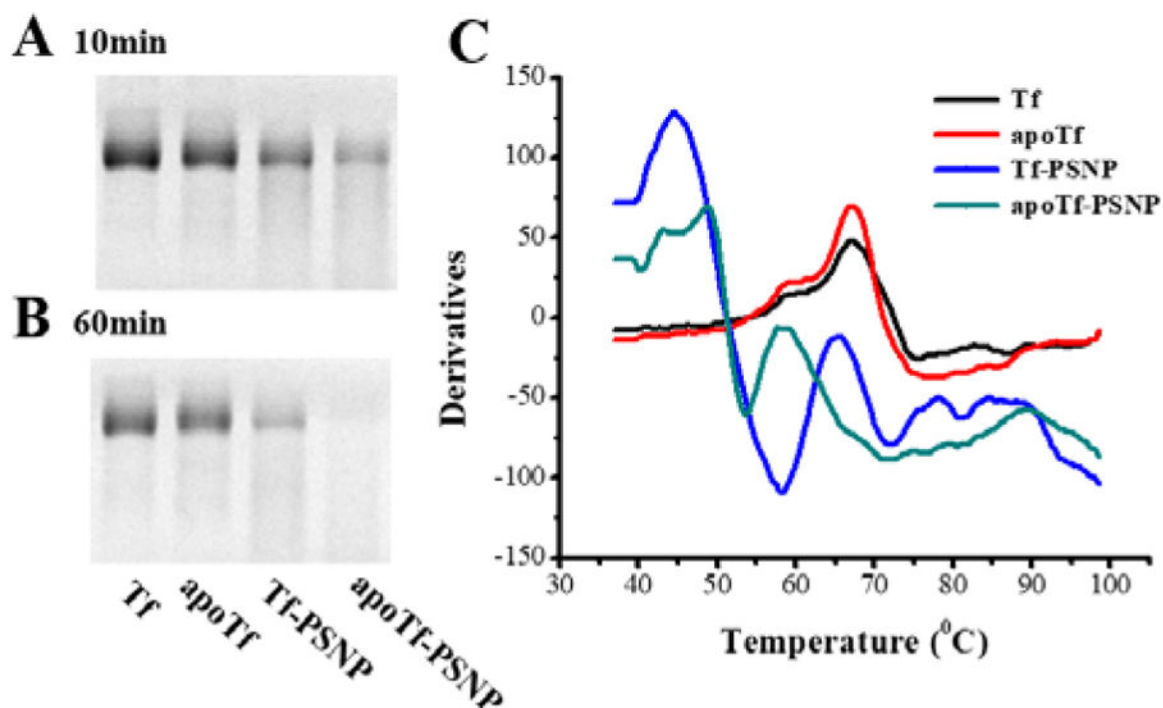 A 10min
B 60min
Tf
apoTf
Tf-PSNP
apoTf-PSNP
C
Tf
apoTf
Tf-PSNP
apoTf-PSNP
Derivatives
150
100
50
0
-50
-100
-150
30 40 50 60 70 80 90 100
Temperature (⁰C)